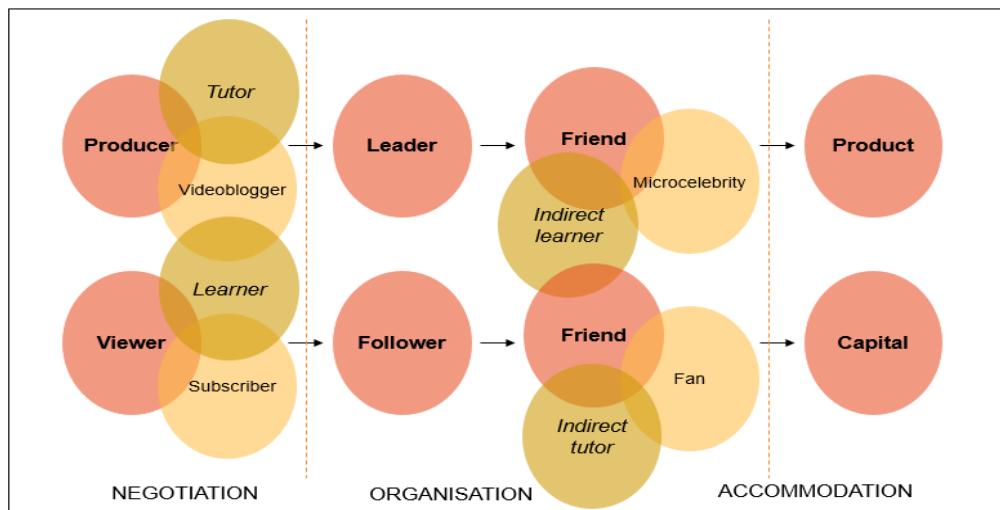 Tutor
Producer
Leader
Friend
Product
Videoblogger
Microcelebrity
Indirect
learner
Learner
Viewer
Follower
Friend
Capital
Subscriber
Fan
Indirect
tutor
NEGOTIATION
ORGANISATION
ACCOMMODATION